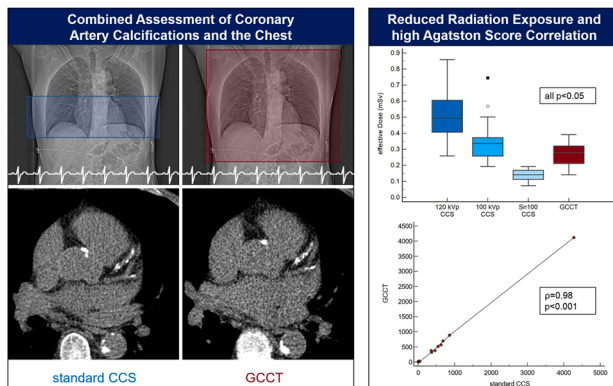 Combined Assessment of Coronary
Artery Calcifications and the Chest
standard CCS
GCCT
Reduced Radiation Exposure and
high Agatston Score Correlation
effective Dose (mSv)
0.9
0.8
0.7
0.6
0.5
0.4
0.3
0.2
0.1
0.0
all p<0.05
120 kVp
CCS
100 kVp
CCS
Sn100
CCS
GCCT
GCCT
4500
4000
3500
3000
2500
2000
1500
1000
500
0
ρ=0.98
p<0.001
0 1000 2000 3000 4000 5000
standard CCS